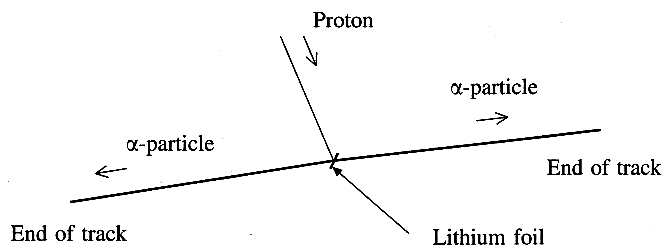 Proton
α-particle
α-particle
End of track
End of track
Lithium foil